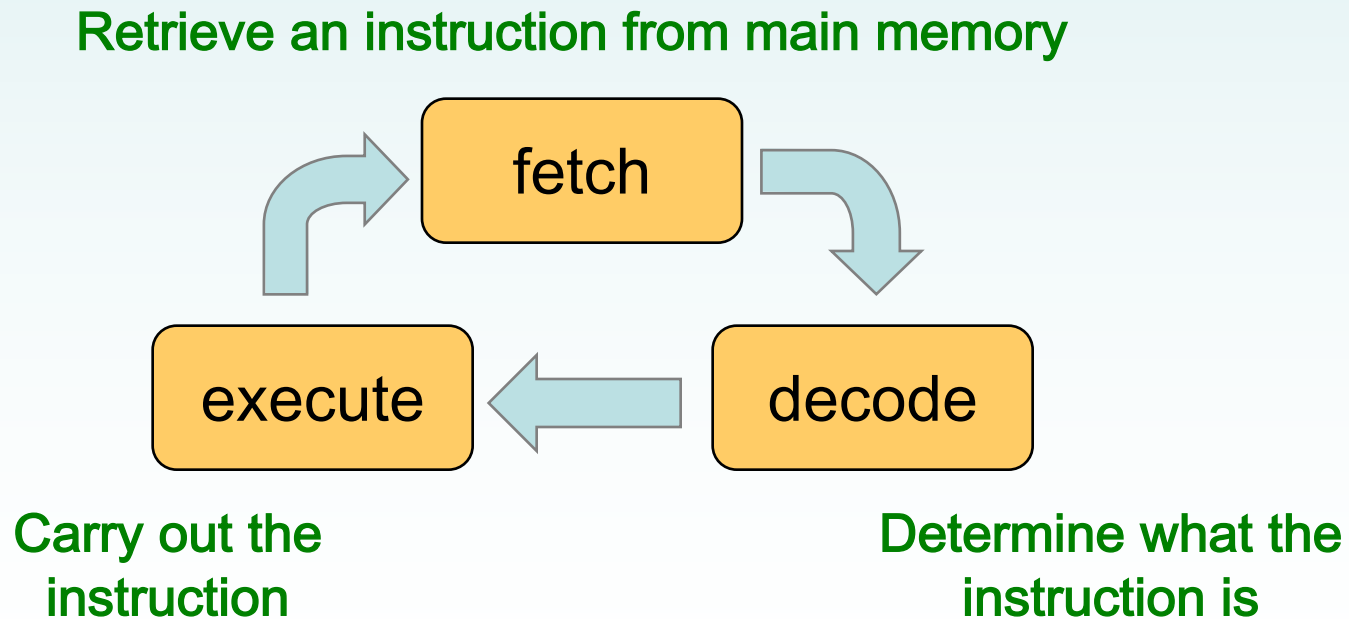 Retrieve an instruction from main memory
fetch
execute
decode
Carry out the
instruction
Determine what the
instruction is